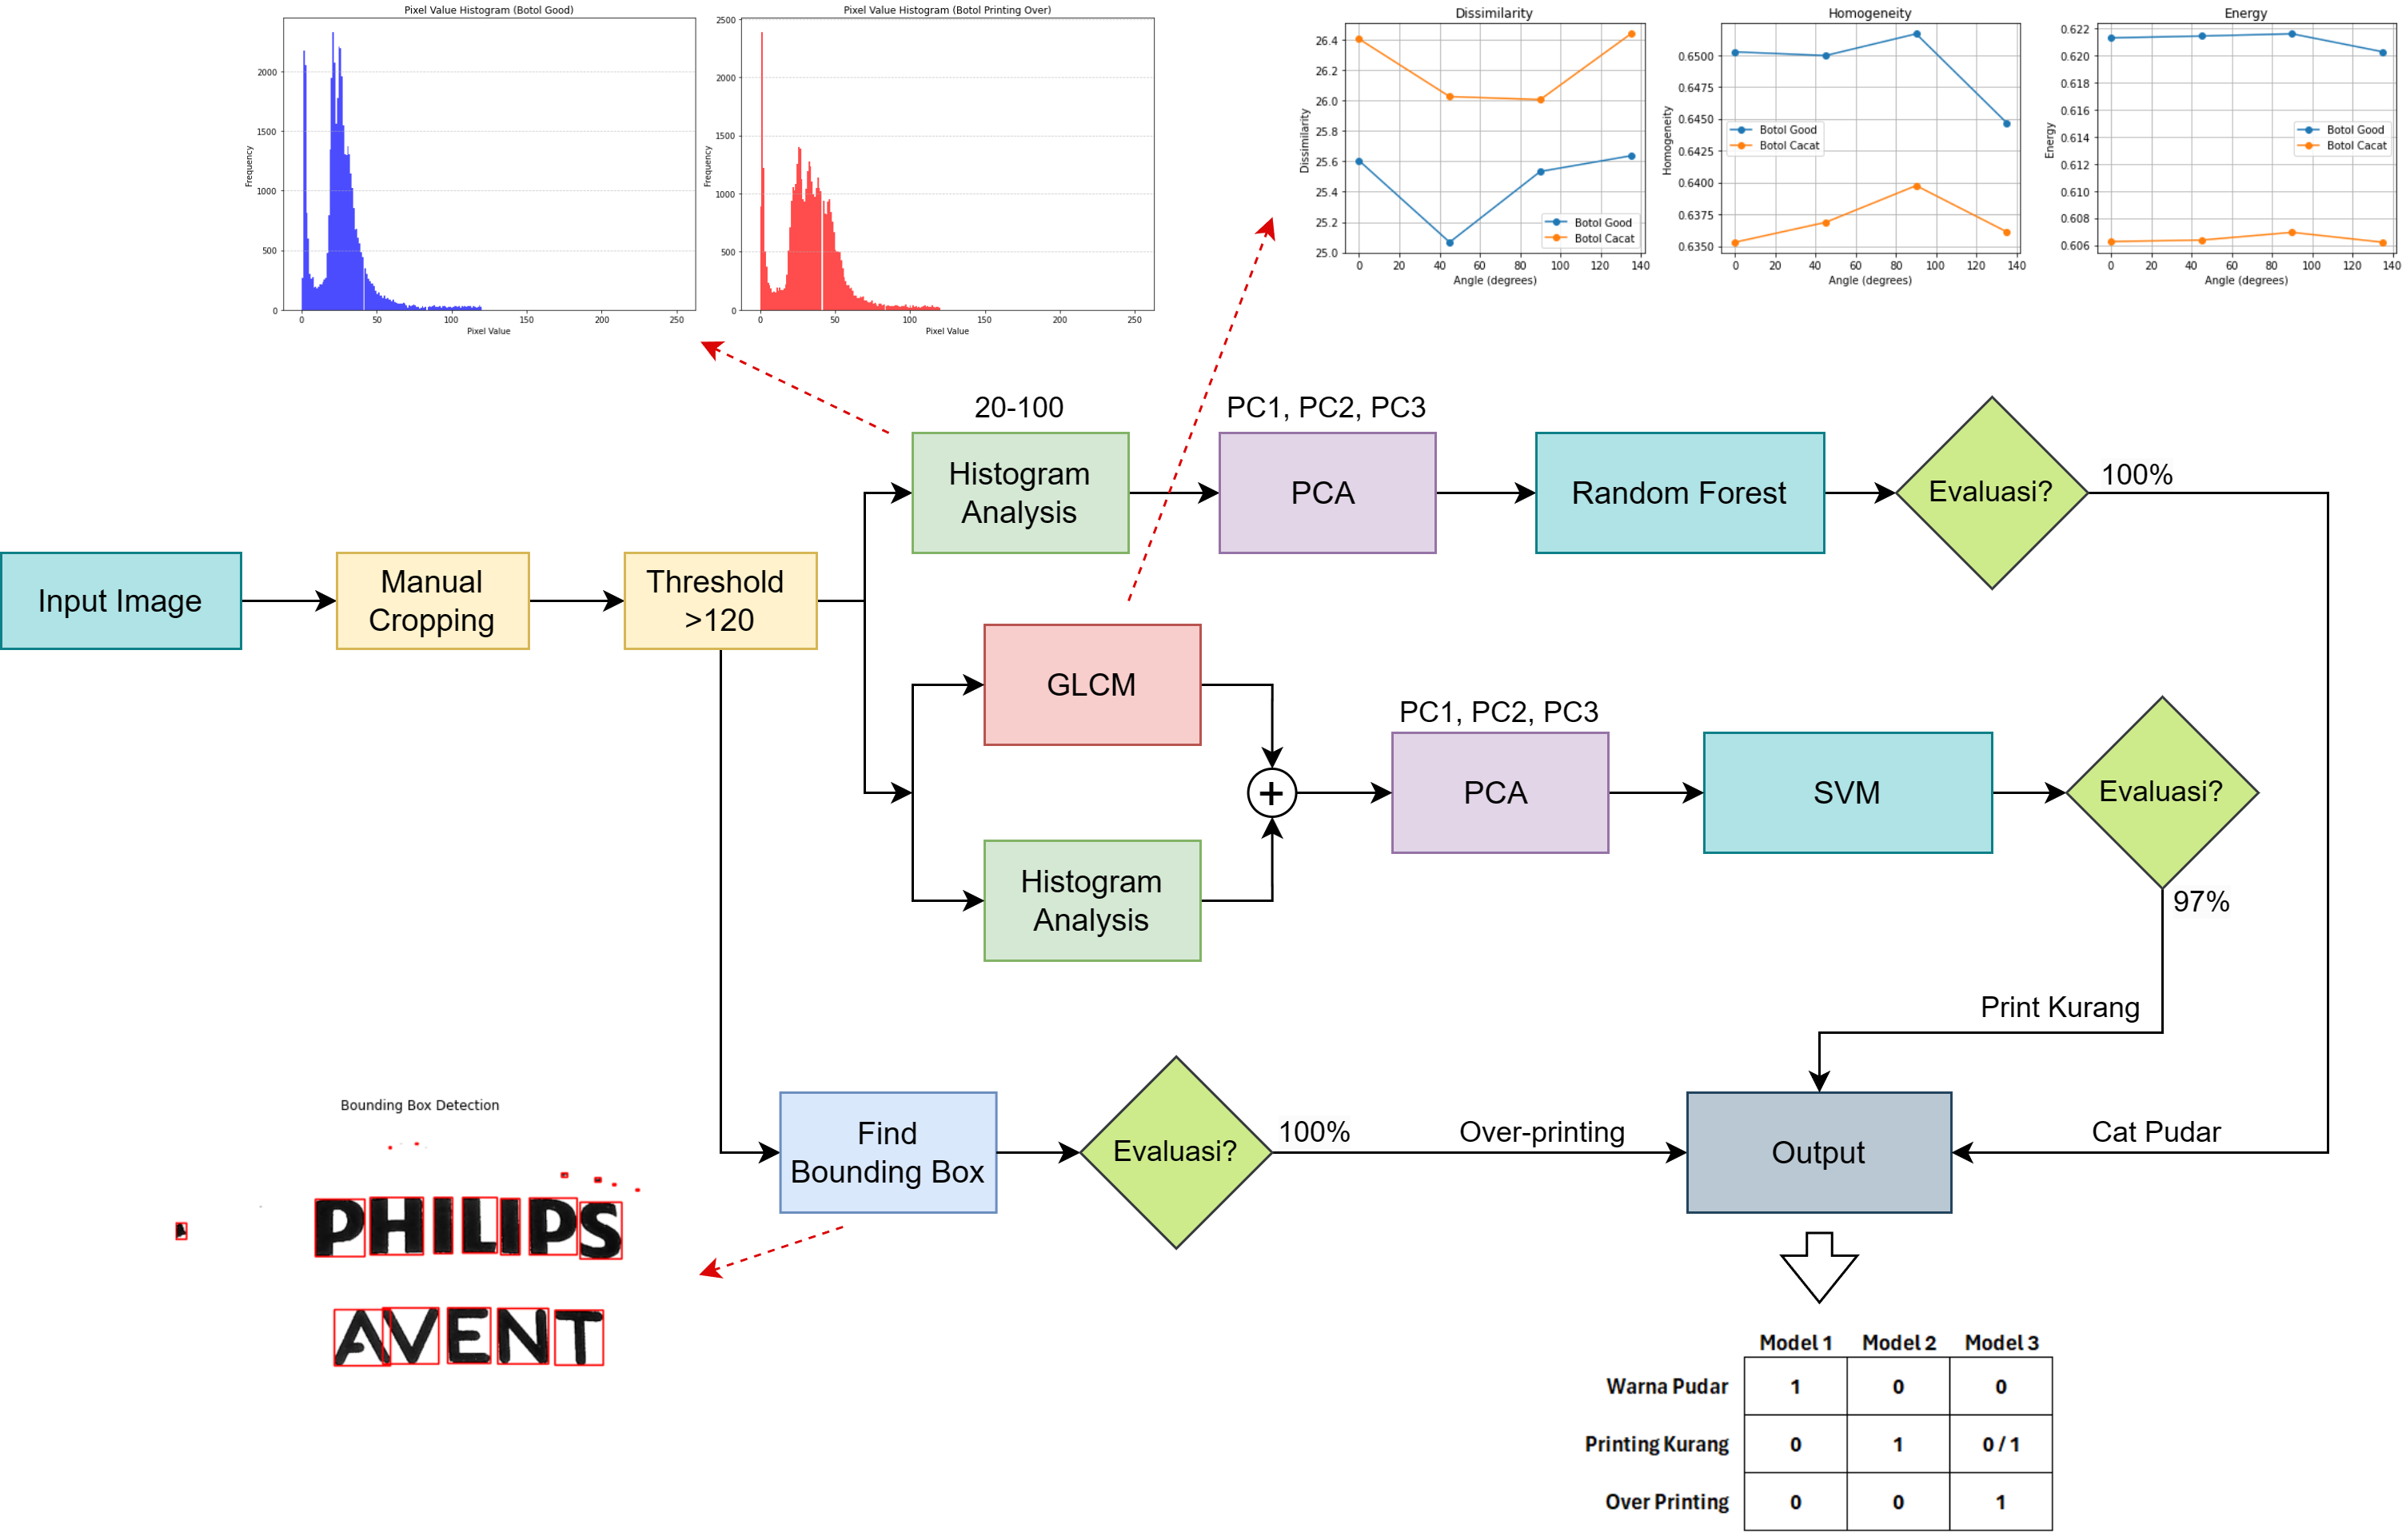 Pixel Value Histogram (Botol Good)
Frequency
2000
1500
1000
500
0
0 50 100 150 200 250
Pixel Value
Pixel Value Histogram (Botol Printing Over)
Frequency
2500
2000
1500
1000
500
0
0 50 100 150 200 250
Pixel Value
Dissimilarity
Dissimilarity
26.4
26.2
26.0
25.8
25.6
25.4
25.2
25.0
Botol Good
Botol Cacat
0 20 40 60 80 100 120 140
Angle (degrees)
Homogeneity
Homogeneity
0.6500
0.6475
0.6450
0.6425
0.6400
0.6375
0.6350
Botol Good
Botol Cacat
0 20 40 60 80 100 120 140
Angle (degrees)
Energy
Energy
0.622
0.620
0.618
0.616
0.614
0.612
0.610
0.608
0.606
Botol Good
Botol Cacat
0 20 40 60 80 100 120 140
Angle (degrees)
20-100
Histogram
Analysis
PC1, PC2, PC3
PCA
Random Forest
Evaluasi?
100%
Input Image
Manual
Cropping
Threshold
>120
GLCM
Histogram
Analysis
+
PC1, PC2, PC3
PCA
SVM
Evaluasi?
97%
Print Kurang
Find
Bounding Box
Evaluasi?
100%
Over-printing
Output
Cat Pudar
Bounding Box Detection
PHILIPS
AVENT
Model 1 Model 2 Model 3
Warna Pudar 1 0 0
Printing Kurang 0 1 0 / 1
Over Printing 0 0 1